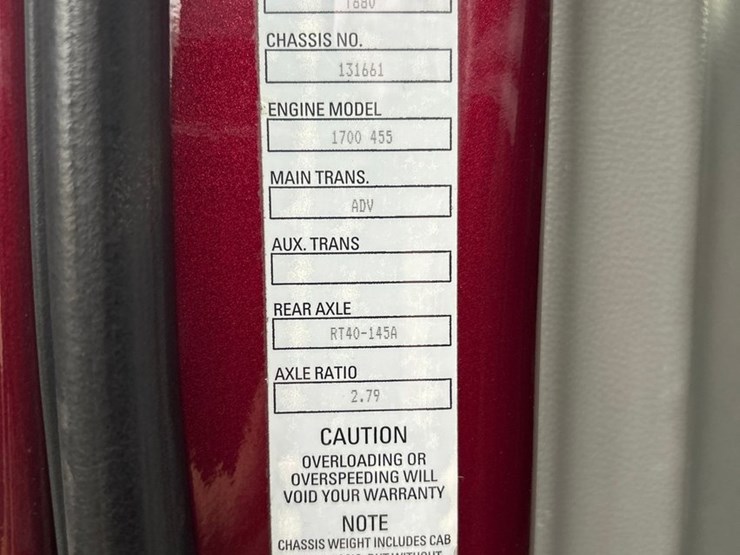 T680
CHASSIS NO.
131661
ENGINE MODEL
1700 455
MAIN TRANS.
ADV
AUX. TRANS
REAR AXLE
RT40-145A
AXLE RATIO
2.79
CAUTION
OVERLOADING OR
OVERSPEEDING WILL
VOID YOUR WARRANTY
NOTE
CHASSIS WEIGHT INCLUDES CAB